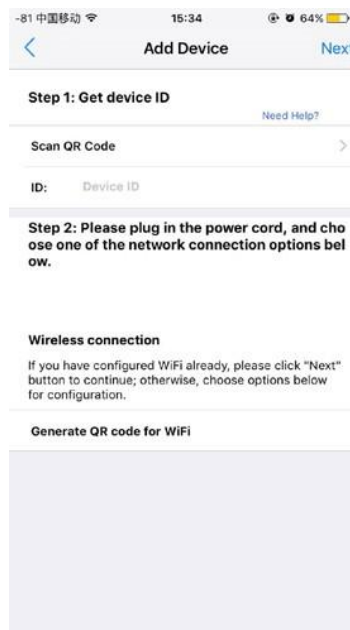 -81 中国移动 15:34 64%
Add Device Next
Step 1: Get device ID
Need Help?
Scan QR Code
ID: Device ID
Step 2: Please plug in the power cord, and cho
ose one of the network connection options bel
ow.
Wireless connection
If you have configured WiFi already, please click "Next"
button to continue; otherwise, choose options below
for configuration.
Generate QR code for WiFi